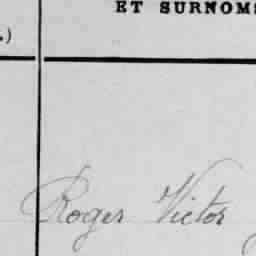 ET SURNOMS
.)
Roger Victor